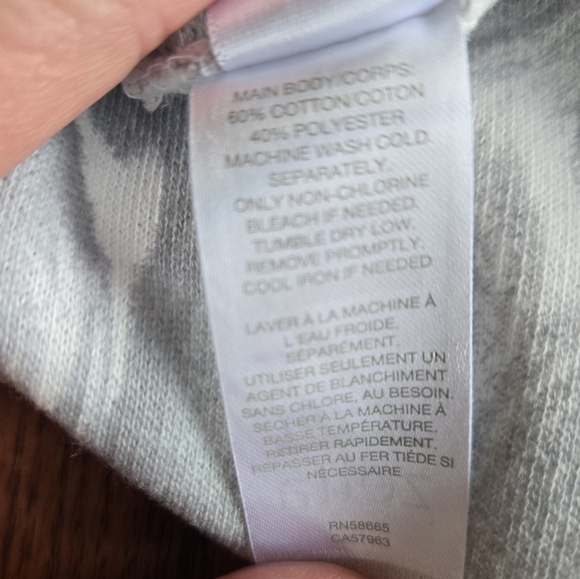 MAIN BODY/CORPS:
60% COTTON/COTON
40% POLYESTER
MACHINE WASH COLD.
SEPARATELY.
ONLY NON-CHLORINE
BLEACH IF NEEDED.
TUMBLE DRY LOW.
REMOVE PROMPTLY.
COOL IRON IF NEEDED
LAVER À LA MACHINE À
L'EAU FROIDE,
SÉPARÉMENT,
UTILISER SEULEMENT UN
AGENT DE BLANCHIMENT
SANS CHLORE, AU BESOIN.
SÉCHER À LA MACHINE À
BASSE TEMPÉRATURE,
RETIRER RAPIDEMENT,
REPASSER AU FER TIÉDE SI
NÉCESSAIRE
RN58665
CA57963